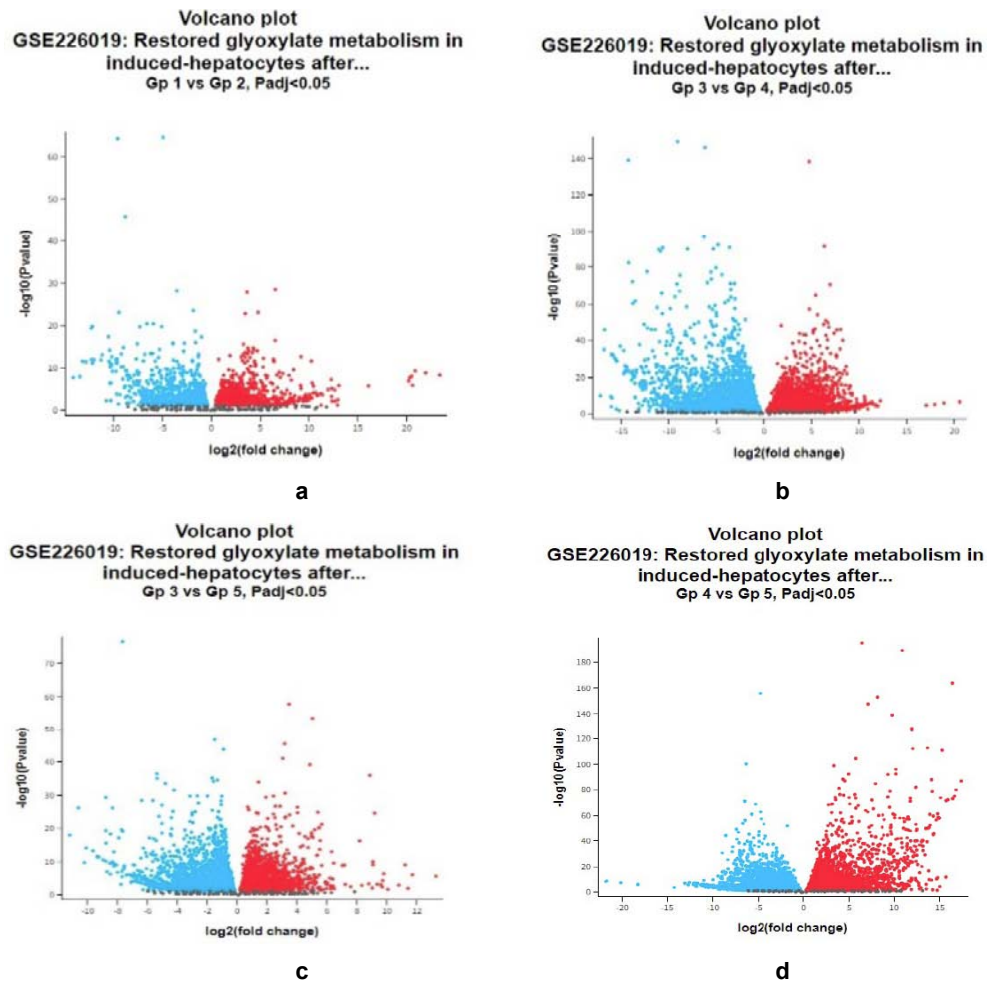 Volcano plot
GSE226019: Restored glyoxylate metabolism in
induced-hepatocytes after...
Gp 1 vs Gp 2, Padj<0.05
-log10(Pvalue)
60
50
40
30
20
10
0
-10
-5
0
5
10
15
20
log2(fold change)
a
Volcano plot
GSE226019: Restored glyoxylate metabolism in
induced-hepatocytes after...
Gp 3 vs Gp 4, Padj<0.05
-log10(Pvalue)
140
120
100
80
60
40
20
0
-15
-10
-5
0
5
10
15
20
log2(fold change)
b
Volcano plot
GSE226019: Restored glyoxylate metabolism in
induced-hepatocytes after...
Gp 3 vs Gp 5, Padj<0.05
-log10(Pvalue)
70
60
50
40
30
20
10
0
-10
-8
-6
-4
-2
0
2
4
6
8
10
12
log2(fold change)
c
Volcano plot
GSE226019: Restored glyoxylate metabolism in
induced-hepatocytes after...
Gp 4 vs Gp 5, Padj<0.05
-log10(Pvalue)
180
160
140
120
100
80
60
40
20
0
-20
-15
-10
-5
0
5
10
15
log2(fold change)
d